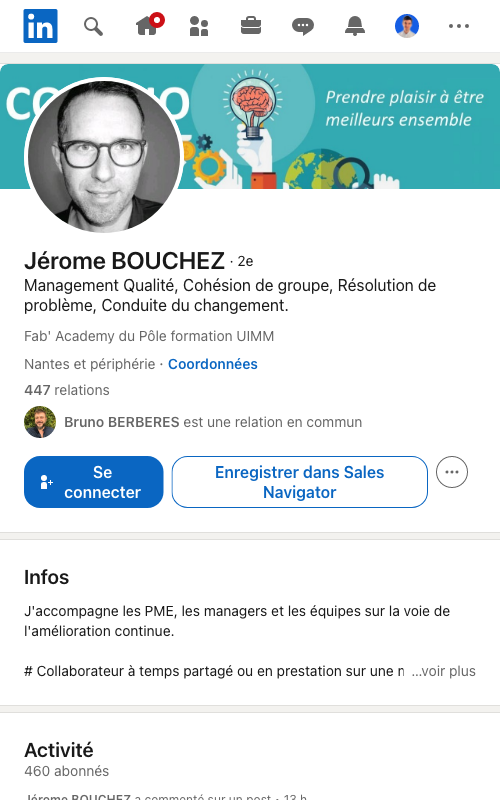 in
CO
O
Prendre plaisir à être
meilleurs ensemble
Jérome BOUCHEZ · 2e
Management Qualité, Cohésion de groupe, Résolution de
problème, Conduite du changement.
Fab' Academy du Pôle formation UIMM
Nantes et périphérie · Coordonnées
447 relations
Bruno BERBERES est une relation en commun
Se
connecter
Enregistrer dans Sales
Navigator
Infos
J'accompagne les PME, les managers et les équipes sur la voie de
l'amélioration continue.
# Collaborateur à temps partagé ou en prestation sur une n ...voir plus
Activité
460 abonnés
Jérome BOUCHEZ a commenté sur un post · 13 h